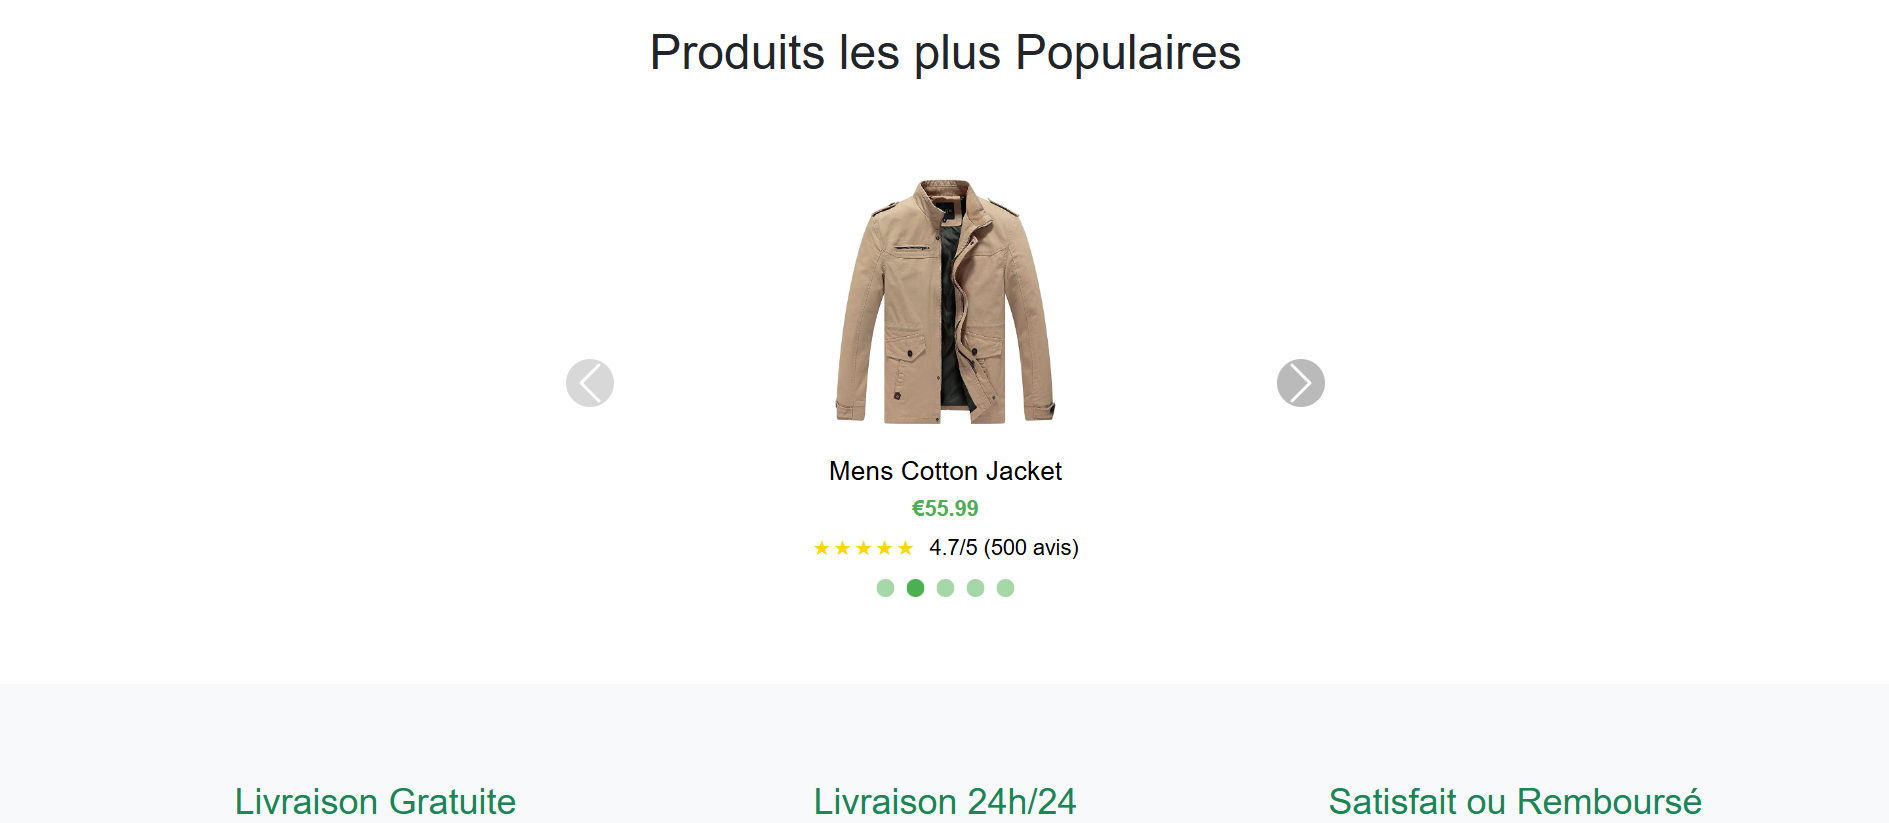 Produits les plus Populaires
Mens Cotton Jacket
€55.99
★★★★★ 4.7/5 (500 avis)
Livraison Gratuite
Livraison 24h/24
Satisfait ou Remboursé